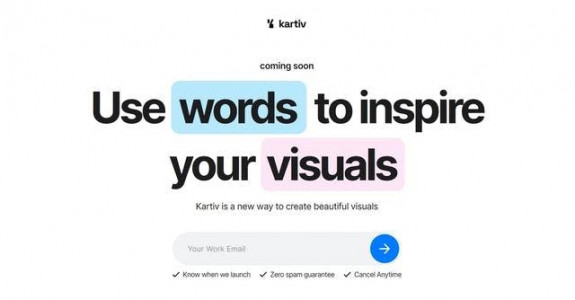 kartiv
coming soon
Use words to inspire
your visuals
Kartiv is a new way to create beautiful visuals
Your Work Email
Know when we launch Zero spam guarantee Cancel Anytime